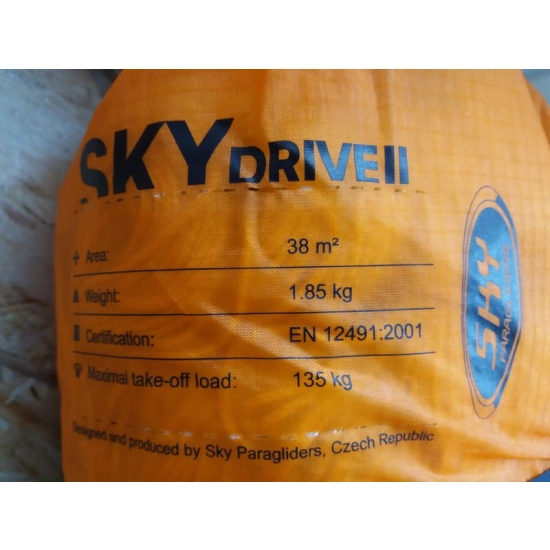 SKY DRIVE II
Area: 38 m²
Weight: 1.85 kg
Certification: EN 12491:2001
Maximal take-off load: 135 kg
Designed and produced by Sky Paragliders, Czech Republic
SKY
PARAGLIDERS